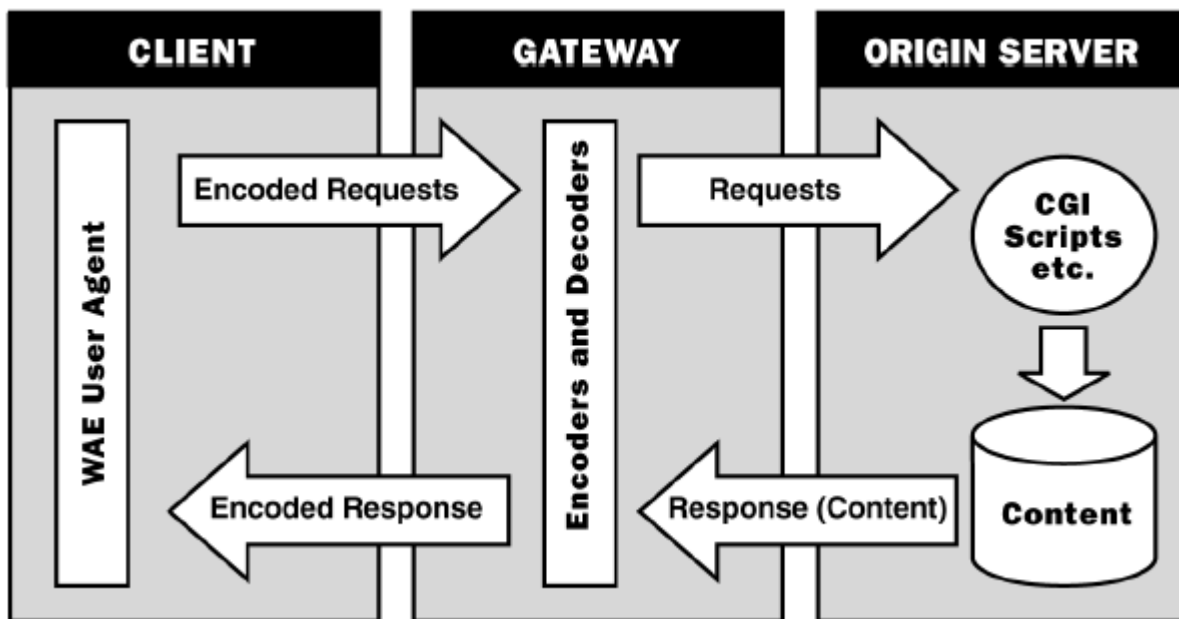 CLIENT
GATEWAY
ORIGIN SERVER
WAE User Agent
Encoded Requests
Encoders and Decoders
Requests
CGI
Scripts
etc.
Encoded Response
Response (Content)
Content